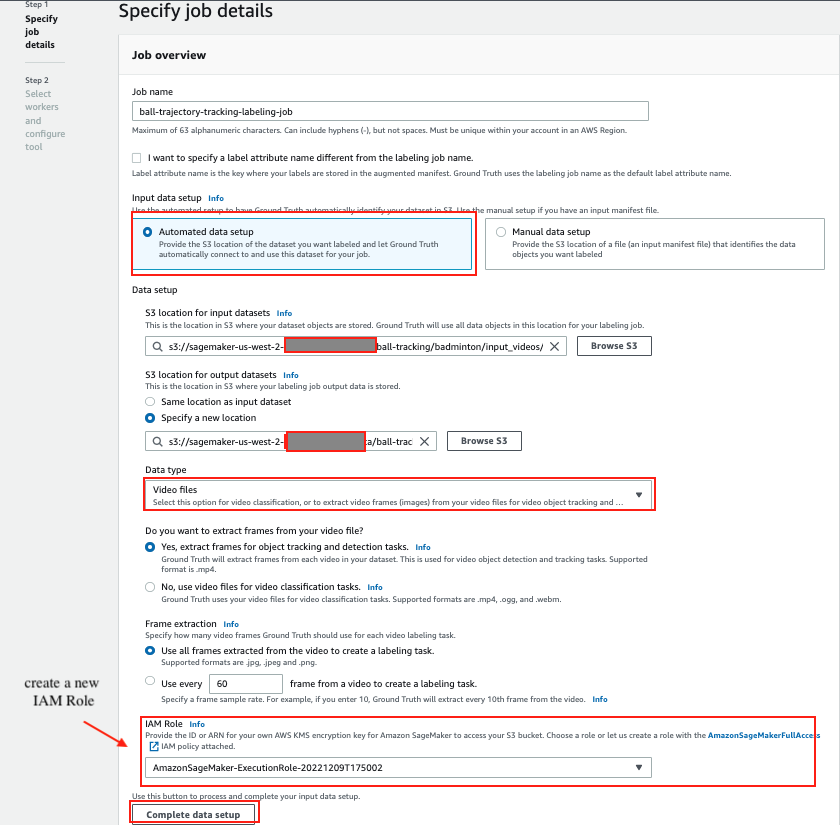 Step 1
Specify
job
details
Step 2
Select
workers
and
configure
tool
Specify job details
Job overview
Job name
ball-trajectory-tracking-labeling-job
Maximum of 63 alphanumeric characters. Can include hyphens (-), but not spaces. Must be unique within your account in an AWS Region.
I want to specify a label attribute name different from the labeling job name.
Label attribute name is the key where your labels are stored in the augmented manifest. Ground Truth uses the labeling job name as the default label attribute name.
Input data setup Info
Use the automated setup to have Ground Truth automatically identify your dataset in S3. Use the manual setup if you have an input manifest file.
Automated data setup
Provide the S3 location of the dataset you want labeled and let Ground Truth
automatically connect to and use this dataset for your job.
Manual data setup
Provide the S3 location of a file (an input manifest file) that identifies the data
objects you want labeled
Data setup
S3 location for input datasets Info
This is the location in S3 where your dataset objects are stored. Ground Truth will use all data objects in this location for your labeling job.
s3://sagemaker-us-west-2- ball-tracking/badminton/input_videos/
Browse S3
S3 location for output datasets Info
This is the location in S3 where your labeling job output data is stored.
Same location as input dataset
Specify a new location
s3://sagemaker-us-west-2- a/ball-trac
Browse S3
Data type
Video files
Select this option for video classification, or to extract video frames (images) from your video files for video object tracking and ...
Do you want to extract frames from your video file?
Yes, extract frames for object tracking and detection tasks. Info
Ground Truth will extract frames from each video in your dataset. This is used for video object detection and tracking tasks. Supported
format is .mp4.
No, use video files for video classification tasks. Info
Ground Truth uses your video files for video classification tasks. Supported formats are .mp4, .ogg, and .webm.
Frame extraction Info
Specify how many video frames Ground Truth should use for each video labeling task.
Use all frames extracted from the video to create a labeling task.
Supported formats are .jpg, .jpeg and .png.
Use every 60 frame from a video to create a labeling task.
Specify a frame sample rate. For example, if you enter 10, Ground Truth will extract every 10th frame from the video. Info
create a new
IAM Role
IAM Role Info
Provide the ID or ARN for your own AWS KMS encryption key for Amazon SageMaker to access your S3 bucket. Choose a role or let us create a role with the AmazonSageMakerFullAccess
IAM policy attached.
AmazonSageMaker-ExecutionRole-20221209T175002
Use this button to process and complete your input data setup.
Complete data setup